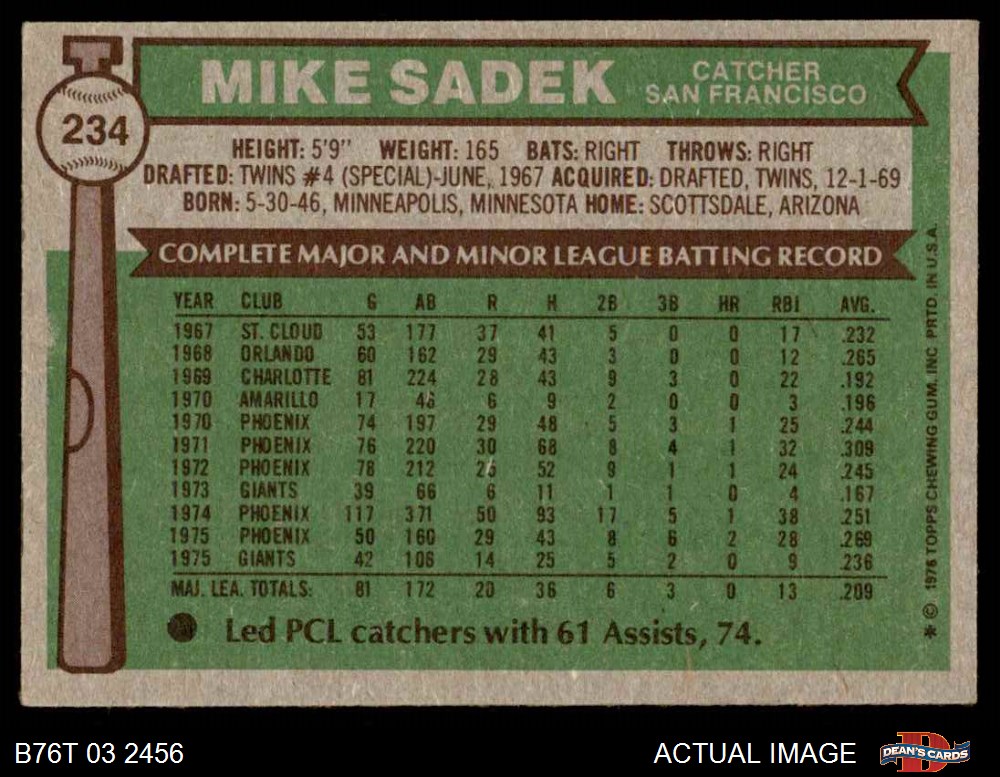 234
MIKE SADEK
CATCHER
SAN FRANCISCO
HEIGHT: 5'9" WEIGHT: 165 BATS: RIGHT THROWS: RIGHT
DRAFTED: TWINS #4 (SPECIAL)-JUNE, 1967 ACQUIRED: DRAFTED, TWINS, 12-1-69
BORN: 5-30-46, MINNEAPOLIS, MINNESOTA HOME: SCOTTSDALE, ARIZONA
COMPLETE MAJOR AND MINOR LEAGUE BATTING RECORD
YEAR CLUB G AB R H 2B 3B HR RBI AVG.
1967 ST. CLOUD 53 177 37 41 5 0 0 17 .232
1968 ORLANDO 60 162 29 43 3 0 0 12 .265
1969 CHARLOTTE 81 224 28 43 9 3 0 22 .192
1970 AMARILLO 17 46 6 9 2 0 0 3 .196
1970 PHOENIX 74 197 29 48 5 3 1 25 .244
1971 PHOENIX 76 220 30 68 8 4 1 32 .309
1972 PHOENIX 78 212 26 52 9 1 1 24 .245
1973 GIANTS 39 66 6 11 1 1 0 4 .167
1974 PHOENIX 117 371 50 93 17 5 1 38 .251
1975 PHOENIX 50 160 29 43 8 6 2 28 .269
1975 GIANTS 42 106 14 25 5 2 0 9 .236
MAJ. LEA. TOTALS: 81 172 20 36 6 3 0 13 .209
Led PCL catchers with 61 Assists, 74.
* © 1976 TOPPS CHEWING GUM, INC. PRTD. IN U.S.A.
B76T 03 2456
ACTUAL IMAGE
D
DEAN'S CARDS